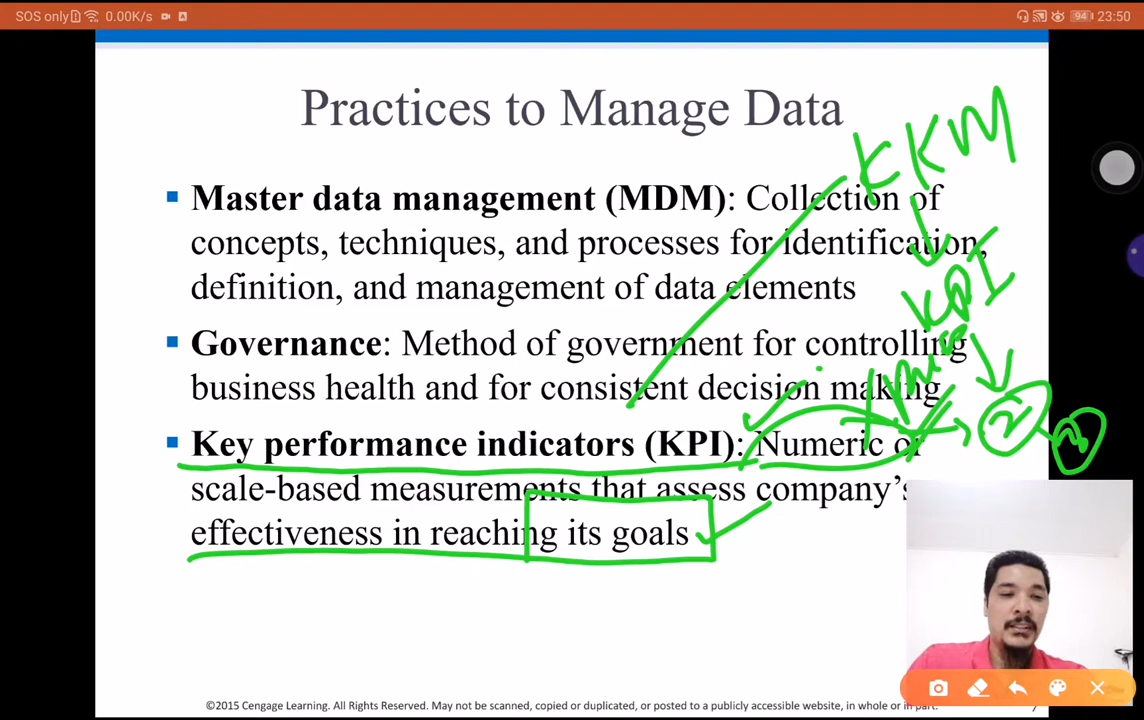 SOS only 0.00K/s A 94 23:50
Practices to Manage Data
KKM
▪ Master data management (MDM): Collection of
concepts, techniques, and processes for identification,
definition, and management of data elements
KPI
▪ Governance: Method of government for controlling
business health and for consistent decision making
2
▪ Key performance indicators (KPI): Numeric or
scale-based measurements that assess company's
effectiveness in reaching its goals
©2015 Cengage Learning. All Rights Reserved. May not be scanned, copied or duplicated, or posted to a publicly accessible website, in whole or in part.